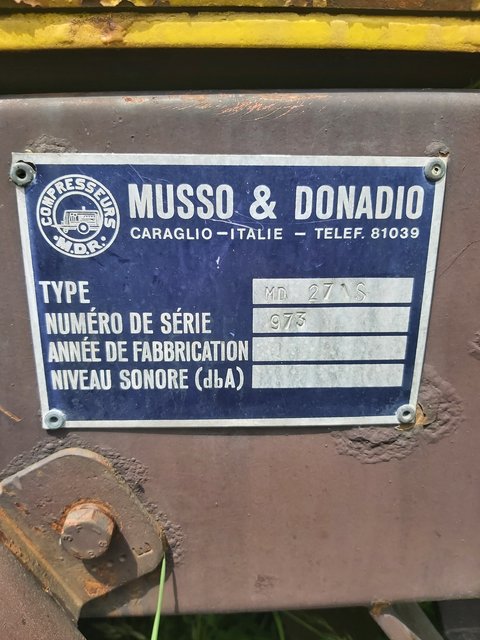 COMPRESSEURS
M.D.R.
MUSSO & DONADIO
CARAGLIO-ITALIE - TELEF. 81039
TYPE MD 271S
NUMÉRO DE SÉRIE 973
ANNÉE DE FABBRICATION
NIVEAU SONORE (dbA)